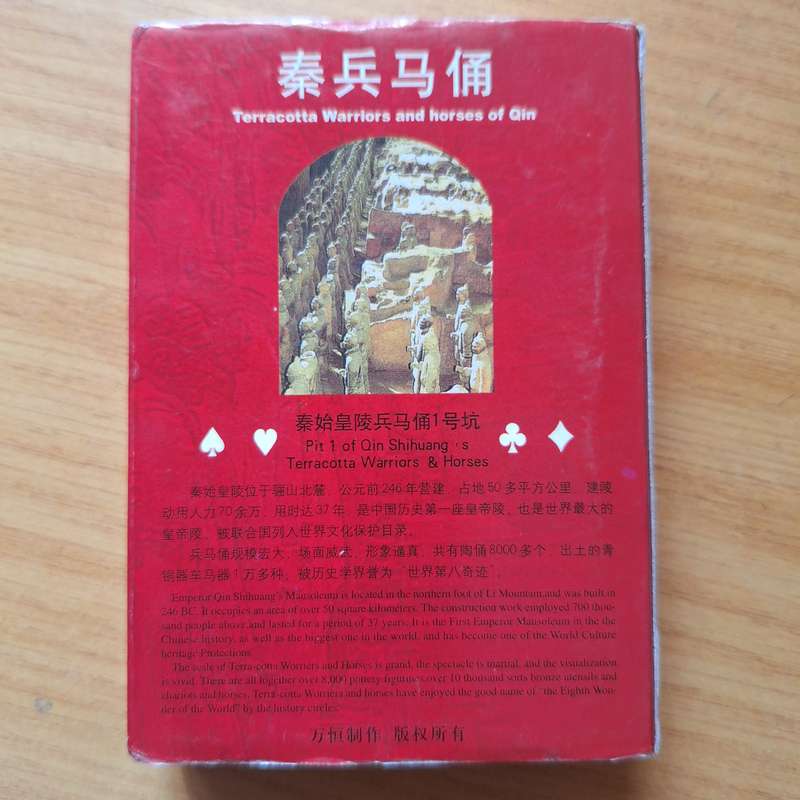 秦兵马俑
Terracotta Warriors and horses of Qin
秦始皇陵兵马俑1号坑
Pit 1 of Qin Shihuang's
Terracotta Warriors & Horses
秦始皇陵位于骊山北麓、公元前246年营建、占地50多平方公里、建陵
动用人力70余万、用时达37年、是中国历史第一座皇帝陵、也是世界最大的
皇帝陵、被联合国列入世界文化保护目录。
兵马俑规模宏大、场面威武、形象逼真、共有陶俑8000多个、出土的青
铜器车马器1万多种、被历史学界誉为"世界第八奇迹"。
Emperor Qin Shihuang's Mausoleum is located in the northern foot of Li Mountain,and was built in
246 BC. It occupies an area of over 50 square kilometers. The construction work employed 700 thou-
sand people above,and lasted for a period of 37 years. It is the First Emperor Mausoleum in the the
Chinese history, as well as the biggest one in the world, and has become one of the World Culture
heritage Protections.
The scale of Terra-cotta Worriers and Horses is grand, the spectacle is martial, and the visualization
is vivid. There are all together over 8,000 pottery figurines,over 10 thousand sorts bronze utensils and
chariots and horses. Terra-cotta Worriers and horses have enjoyed the good name of "the Eighth Won-
der of the World" by the history circles.
万恒制作 版权所有